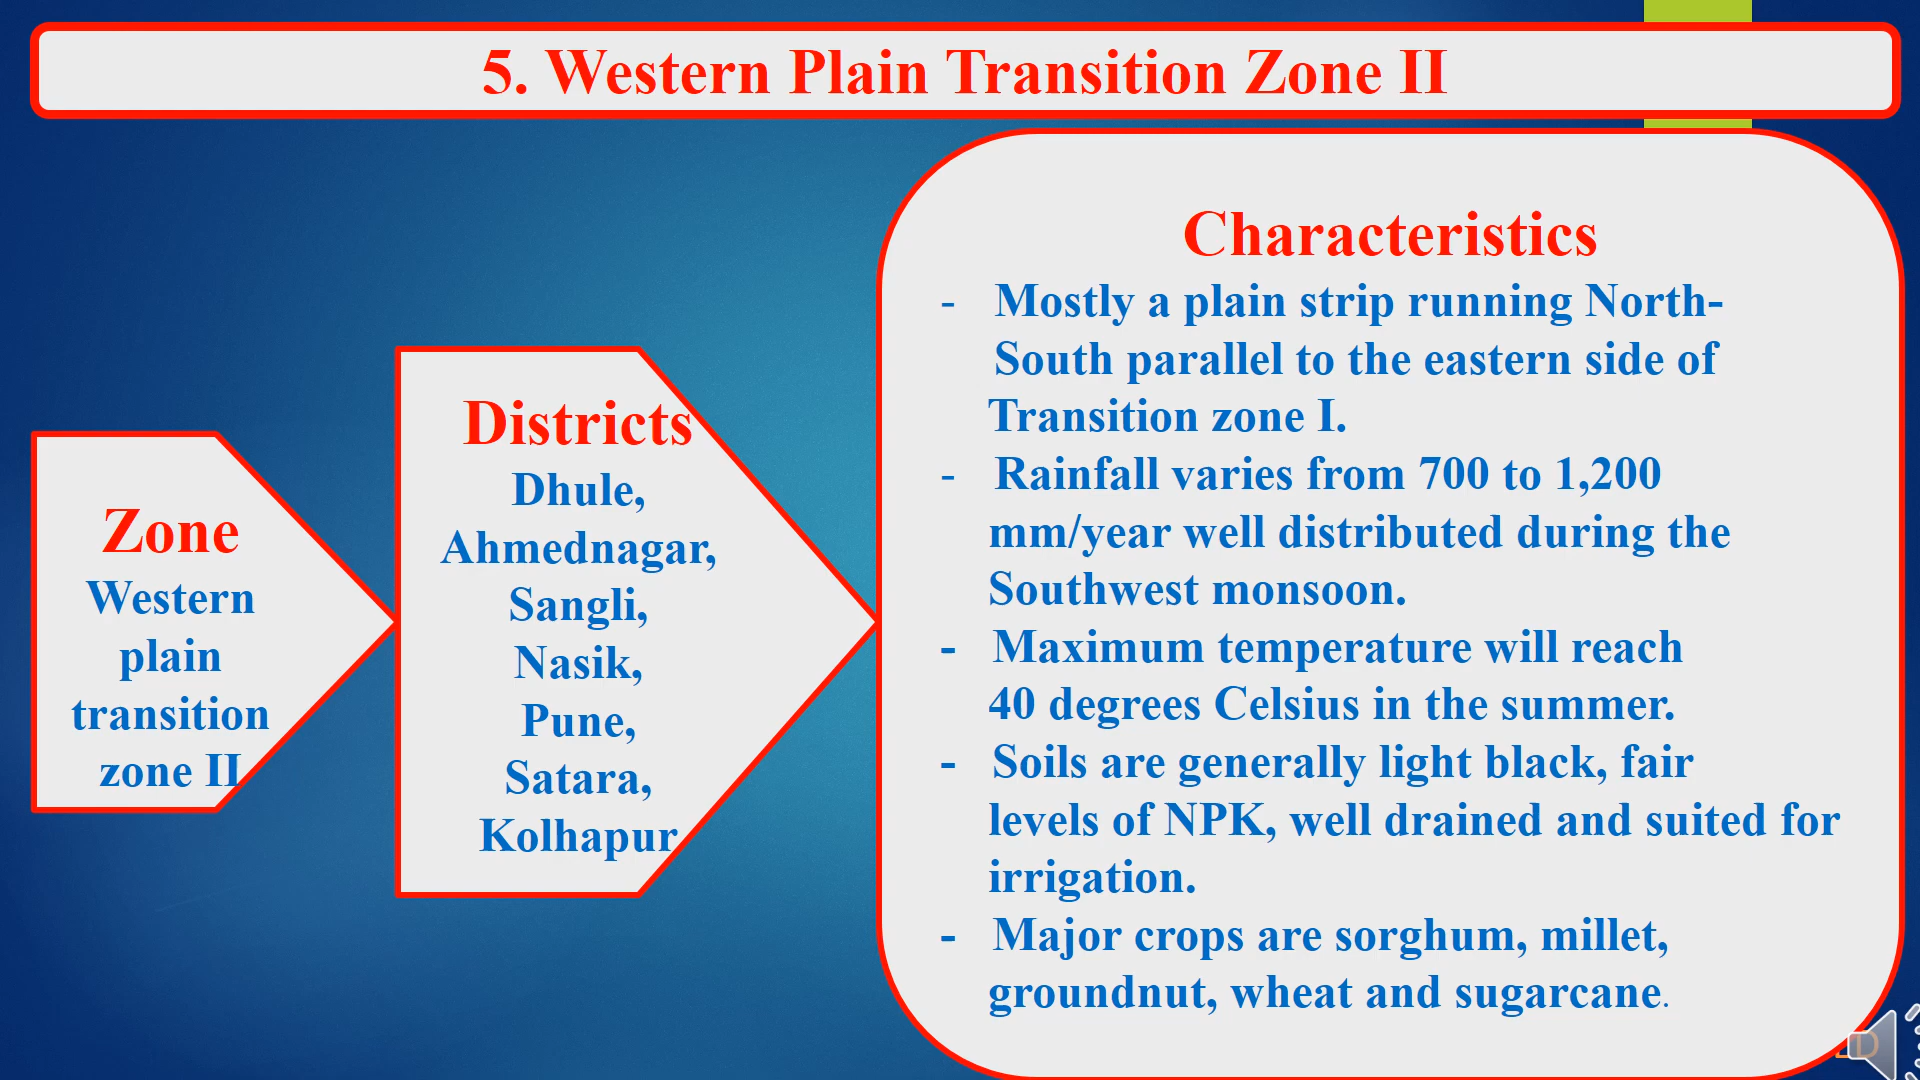 5. Western Plain Transition Zone II
Zone
Western
plain
transition
zone II
Districts
Dhule,
Ahmednagar,
Sangli,
Nasik,
Pune,
Satara,
Kolhapur
Characteristics
- Mostly a plain strip running North-
South parallel to the eastern side of
Transition zone I.
- Rainfall varies from 700 to 1,200
mm/year well distributed during the
Southwest monsoon.
- Maximum temperature will reach
40 degrees Celsius in the summer.
- Soils are generally light black, fair
levels of NPK, well drained and suited for
irrigation.
- Major crops are sorghum, millet,
groundnut, wheat and sugarcane.